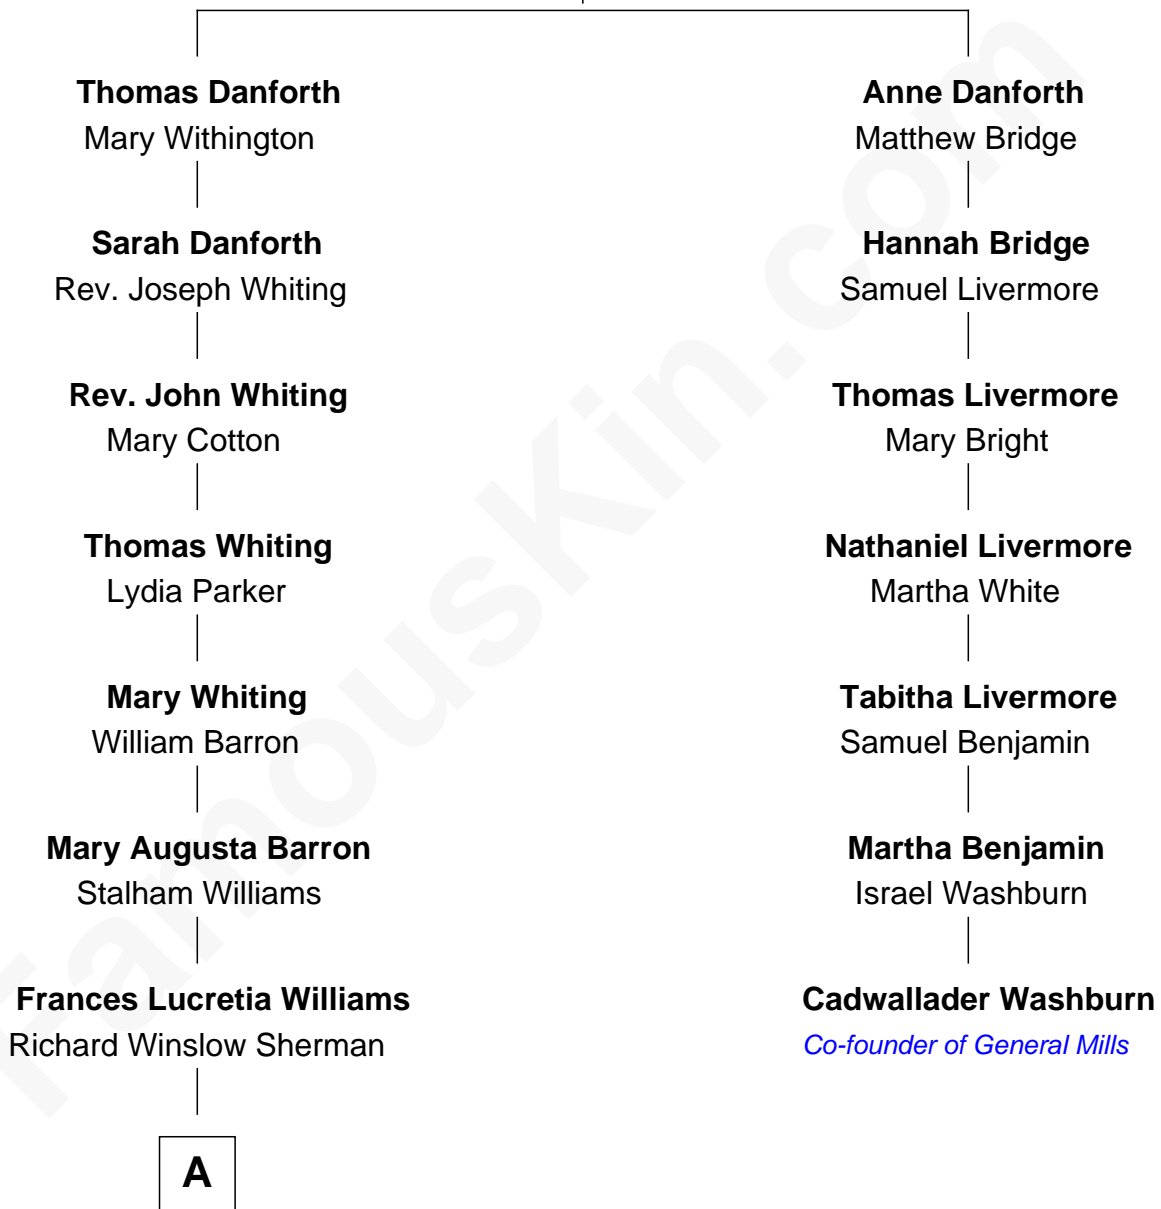 Thomas Danforth
Mary Withington
Anne Danforth
Matthew Bridge
Sarah Danforth
Rev. Joseph Whiting
Hannah Bridge
Samuel Livermore
Rev. John Whiting
Mary Cotton
Thomas Livermore
Mary Bright
Thomas Whiting
Lydia Parker
Nathaniel Livermore
Martha White
Mary Whiting
William Barron
Tabitha Livermore
Samuel Benjamin
Mary Augusta Barron
Stalham Williams
Martha Benjamin
Israel Washburn
Frances Lucretia Williams
Richard Winslow Sherman
Cadwallader Washburn
Co-founder of General Mills
A
FamousKin.com